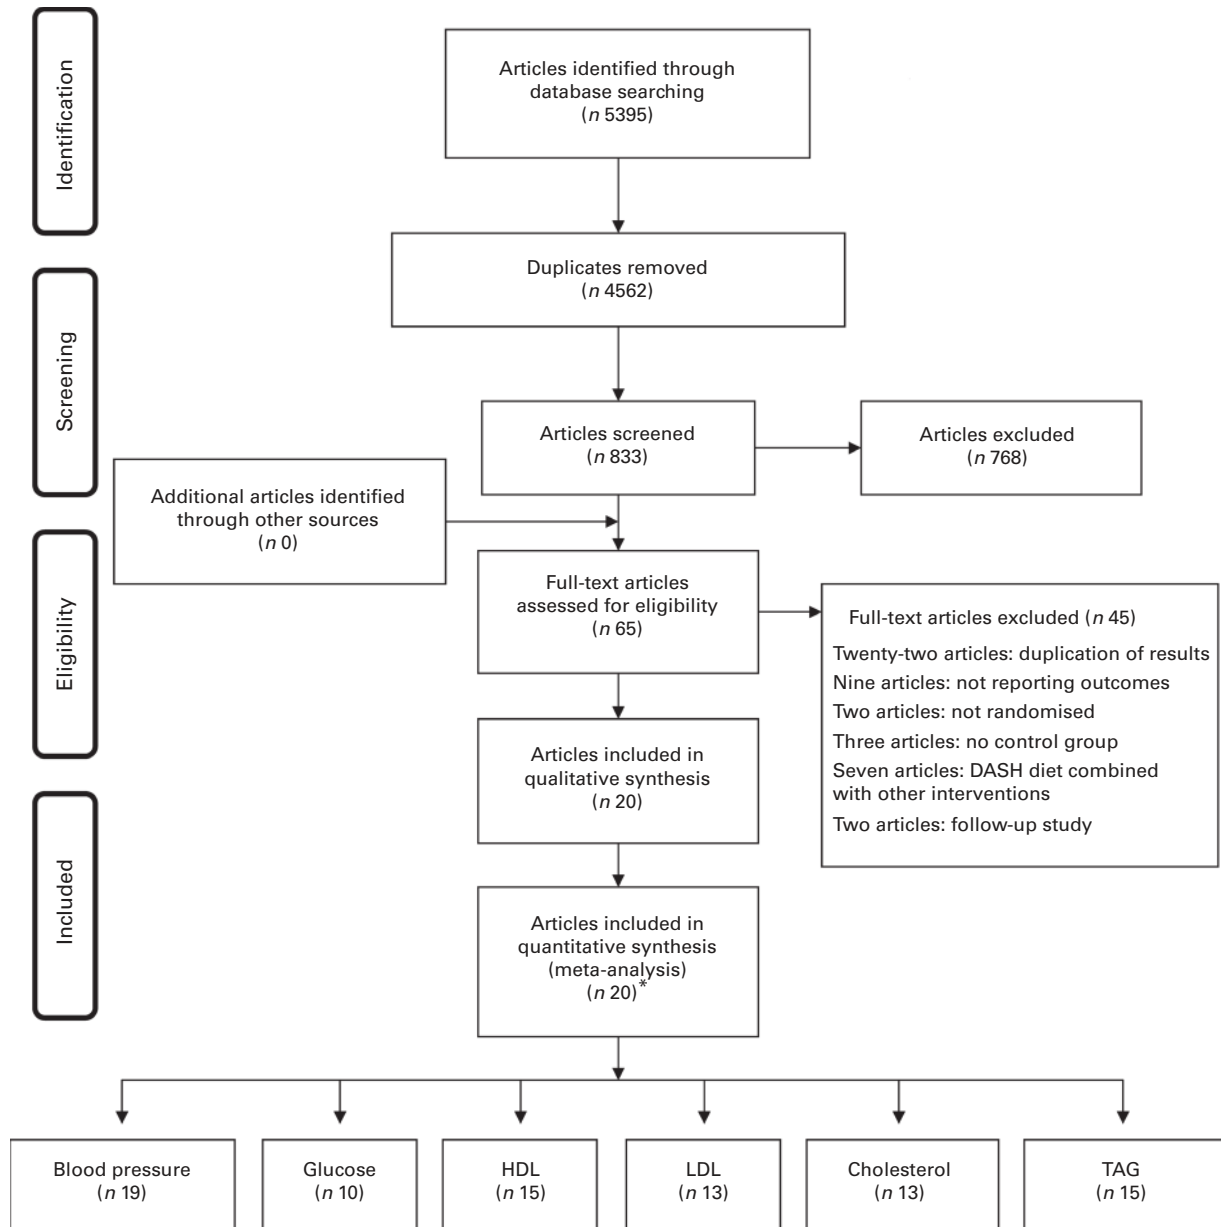 Identification
Articles identified through
database searching
(n 5395)
Duplicates removed
(n 4562)
Screening
Articles screened
(n 833)
Articles excluded
(n 768)
Additional articles identified
through other sources
(n 0)
Eligibility
Full-text articles
assessed for eligibility
(n 65)
Full-text articles excluded (n 45)
Twenty-two articles: duplication of results
Nine articles: not reporting outcomes
Two articles: not randomised
Three articles: no control group
Seven articles: DASH diet combined
with other interventions
Two articles: follow-up study
Articles included in
qualitative synthesis
(n 20)
Included
Articles included in
quantitative synthesis
(meta-analysis)
(n 20)*
Blood pressure
(n 19)
Glucose
(n 10)
HDL
(n 15)
LDL
(n 13)
Cholesterol
(n 13)
TAG
(n 15)